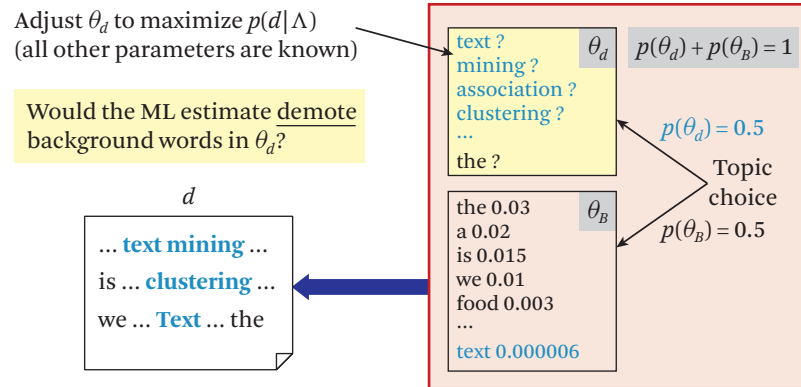 Adjust θd to maximize p(d|Λ)
(all other parameters are known)
Would the ML estimate demote
background words in θd?
d
... text mining ...
is ... clustering ...
we ... Text ... the
text ?
mining ?
association ?
clustering ?
...
the ?
θd
p(θd) + p(θB) = 1
p(θd) = 0.5
Topic
choice
p(θB) = 0.5
the 0.03
a 0.02
is 0.015
we 0.01
food 0.003
...
text 0.000006
θB